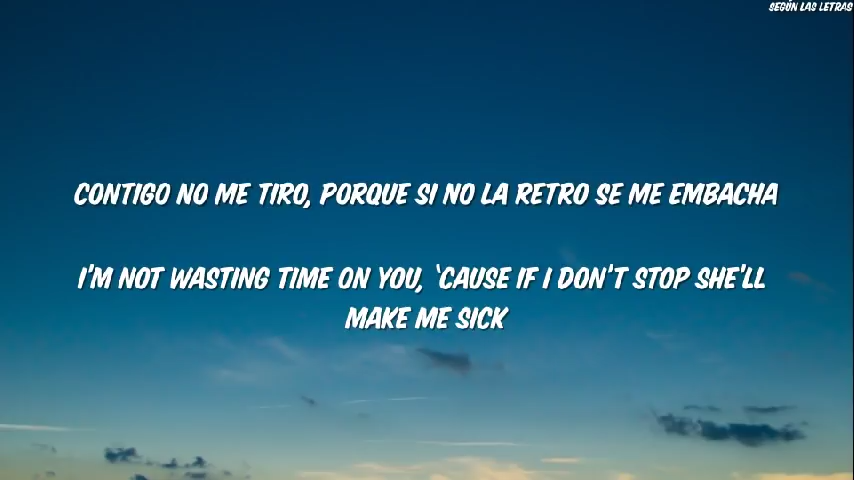 SEGÚN LAS LETRAS
CONTIGO NO ME TIRO, PORQUE SI NO LA RETRO SE ME EMBACHA
I'M NOT WASTING TIME ON YOU, ‘CAUSE IF I DON'T STOP SHE'LL
MAKE ME SICK